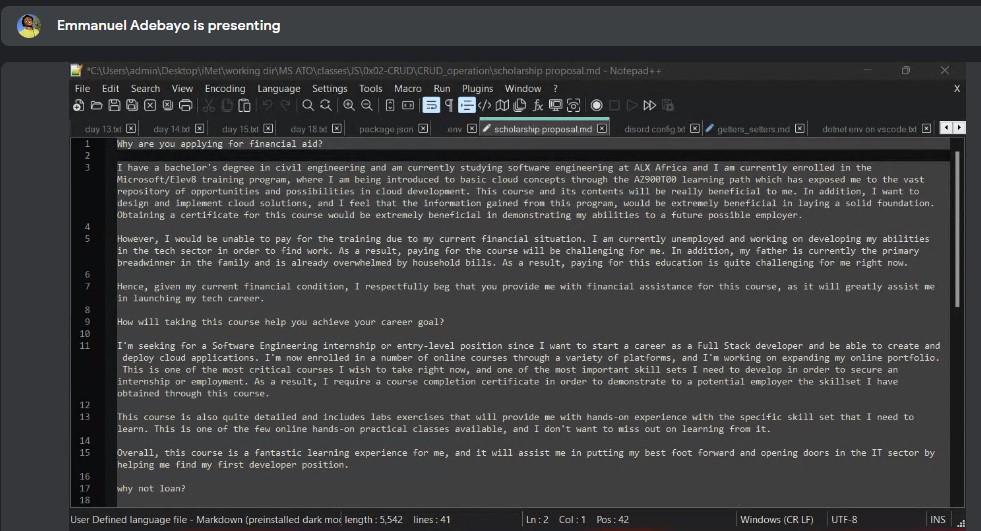 Emmanuel Adebayo is presenting
*C:\Users\admin\Desktop\iMet\working dir\MS ATO\classes\JS\0x02-CRUD\CRUD_operation\scholarship proposal.md - Notepad++
File Edit Search View Encoding Language Settings Tools Macro Run Plugins Window ? X
day 13.txt day 14.txt day 15.txt day 18.txt package.json .env scholarship proposal.md disord config.txt getters_setters.md dotnet env on vscode.txt
1 Why are you applying for financial aid?
2
3 I have a bachelor's degree in civil engineering and am currently studying software engineering at ALX Africa and I am currently enrolled in the
Microsoft/Elev8 training program, where I am being introduced to basic cloud concepts through the AZ900T00 learning path which has exposed me to the vast
repository of opportunities and possibilities in cloud development. This course and its contents will be really beneficial to me. In addition, I want to
design and implement cloud solutions, and I feel that the information gained from this program, would be extremely beneficial in laying a solid foundation.
Obtaining a certificate for this course would be extremely beneficial in demonstrating my abilities to a future possible employer.
4
5 However, I would be unable to pay for the training due to my current financial situation. I am currently unemployed and working on developing my abilities
in the tech sector in order to find work. As a result, paying for the course will be challenging for me. In addition, my father is currently the primary
breadwinner in the family and is already overwhelmed by household bills. As a result, paying for this education is quite challenging for me right now.
6
7 Hence, given my current financial condition, I respectfully beg that you provide me with financial assistance for this course, as it will greatly assist me
in launching my tech career.
8
9 How will taking this course help you achieve your career goal?
10
11 I'm seeking for a Software Engineering internship or entry-level position since I want to start a career as a Full Stack developer and be able to create and
deploy cloud applications. I'm now enrolled in a number of online courses through a variety of platforms, and I'm working on expanding my online portfolio.
This is one of the most critical courses I wish to take right now, and one of the most important skill sets I need to develop in order to secure an
internship or employment. As a result, I require a course completion certificate in order to demonstrate to a potential employer the skillset I have
obtained through this course.
12
13 This course is also quite detailed and includes labs exercises that will provide me with hands-on experience with the specific skill set that I need to
learn. This is one of the few online hands-on practical classes available, and I don't want to miss out on learning from it.
14
15 Overall, this course is a fantastic learning experience for me, and it will assist me in putting my best foot forward and opening doors in the IT sector by
helping me find my first developer position.
16
17 why not loan?
18
User Defined language file - Markdown (preinstalled dark mod length : 5,542 lines : 41 Ln : 2 Col : 1 Pos : 42 Windows (CR LF) UTF-8 INS